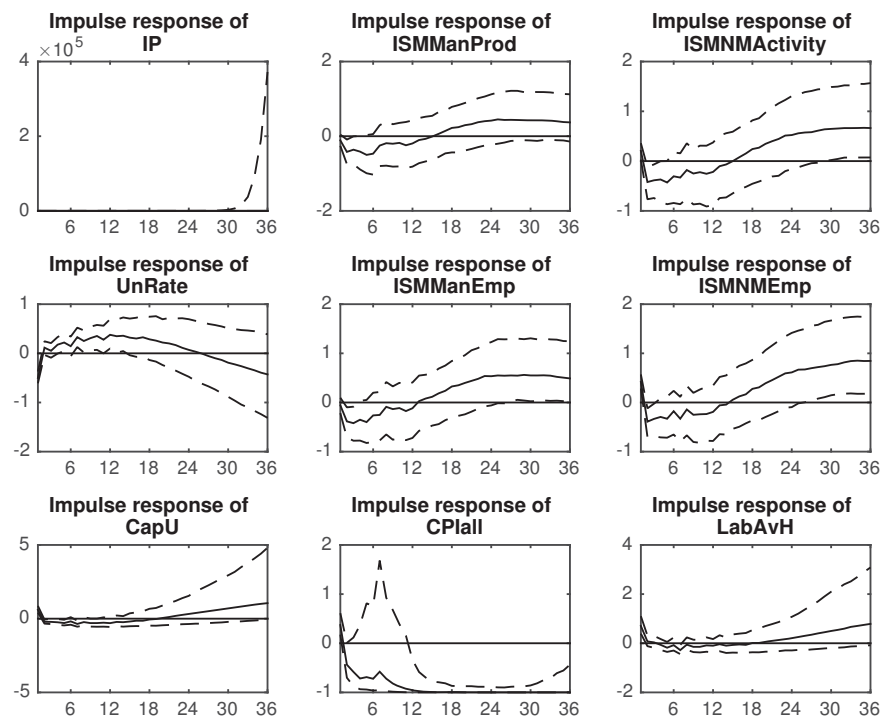 Impulse response of
IP
×10^5
4
2
0
6 12 18 24 30 36
Impulse response of
ISMManProd
2
0
-2
6 12 18 24 30 36
Impulse response of
ISMNMActivity
2
1
0
-1
6 12 18 24 30 36
Impulse response of
UnRate
1
0
-1
-2
6 12 18 24 30 36
Impulse response of
ISMManEmp
2
1
0
-1
6 12 18 24 30 36
Impulse response of
ISMNMEmp
2
1
0
-1
6 12 18 24 30 36
Impulse response of
CapU
5
0
-5
6 12 18 24 30 36
Impulse response of
CPIall
2
1
0
-1
6 12 18 24 30 36
Impulse response of
LabAvH
4
2
0
-2
6 12 18 24 30 36